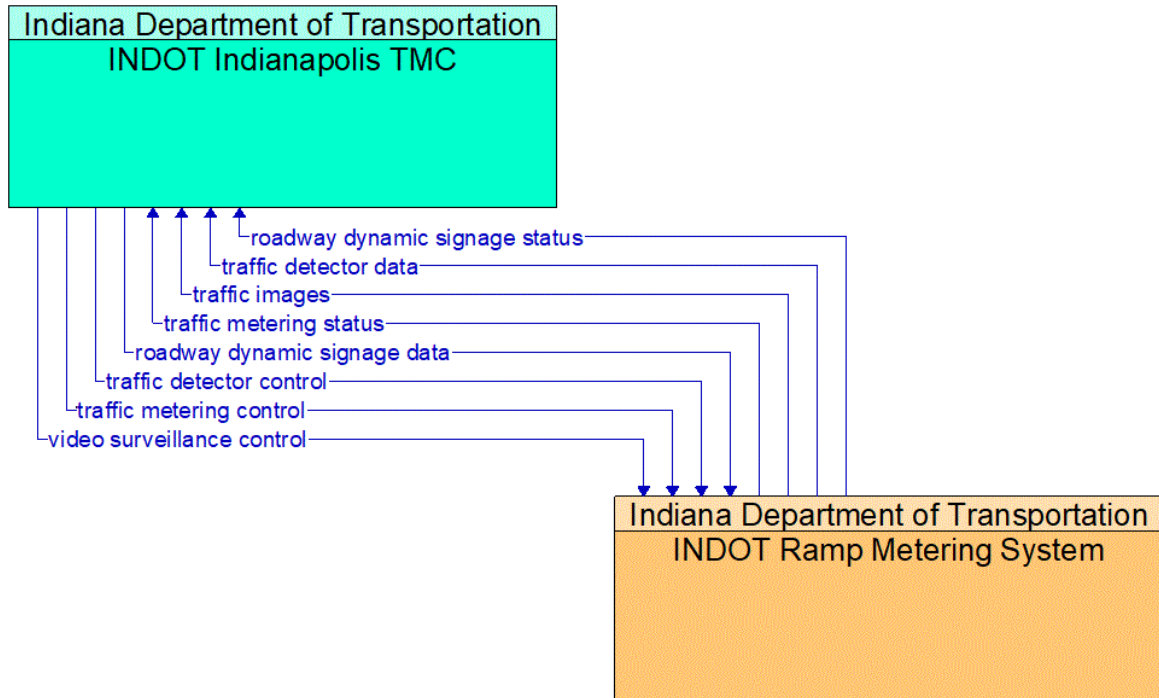 Indiana Department of Transportation
INDOT Indianapolis TMC
roadway dynamic signage status
traffic detector data
traffic images
traffic metering status
roadway dynamic signage data
traffic detector control
traffic metering control
video surveillance control
Indiana Department of Transportation
INDOT Ramp Metering System